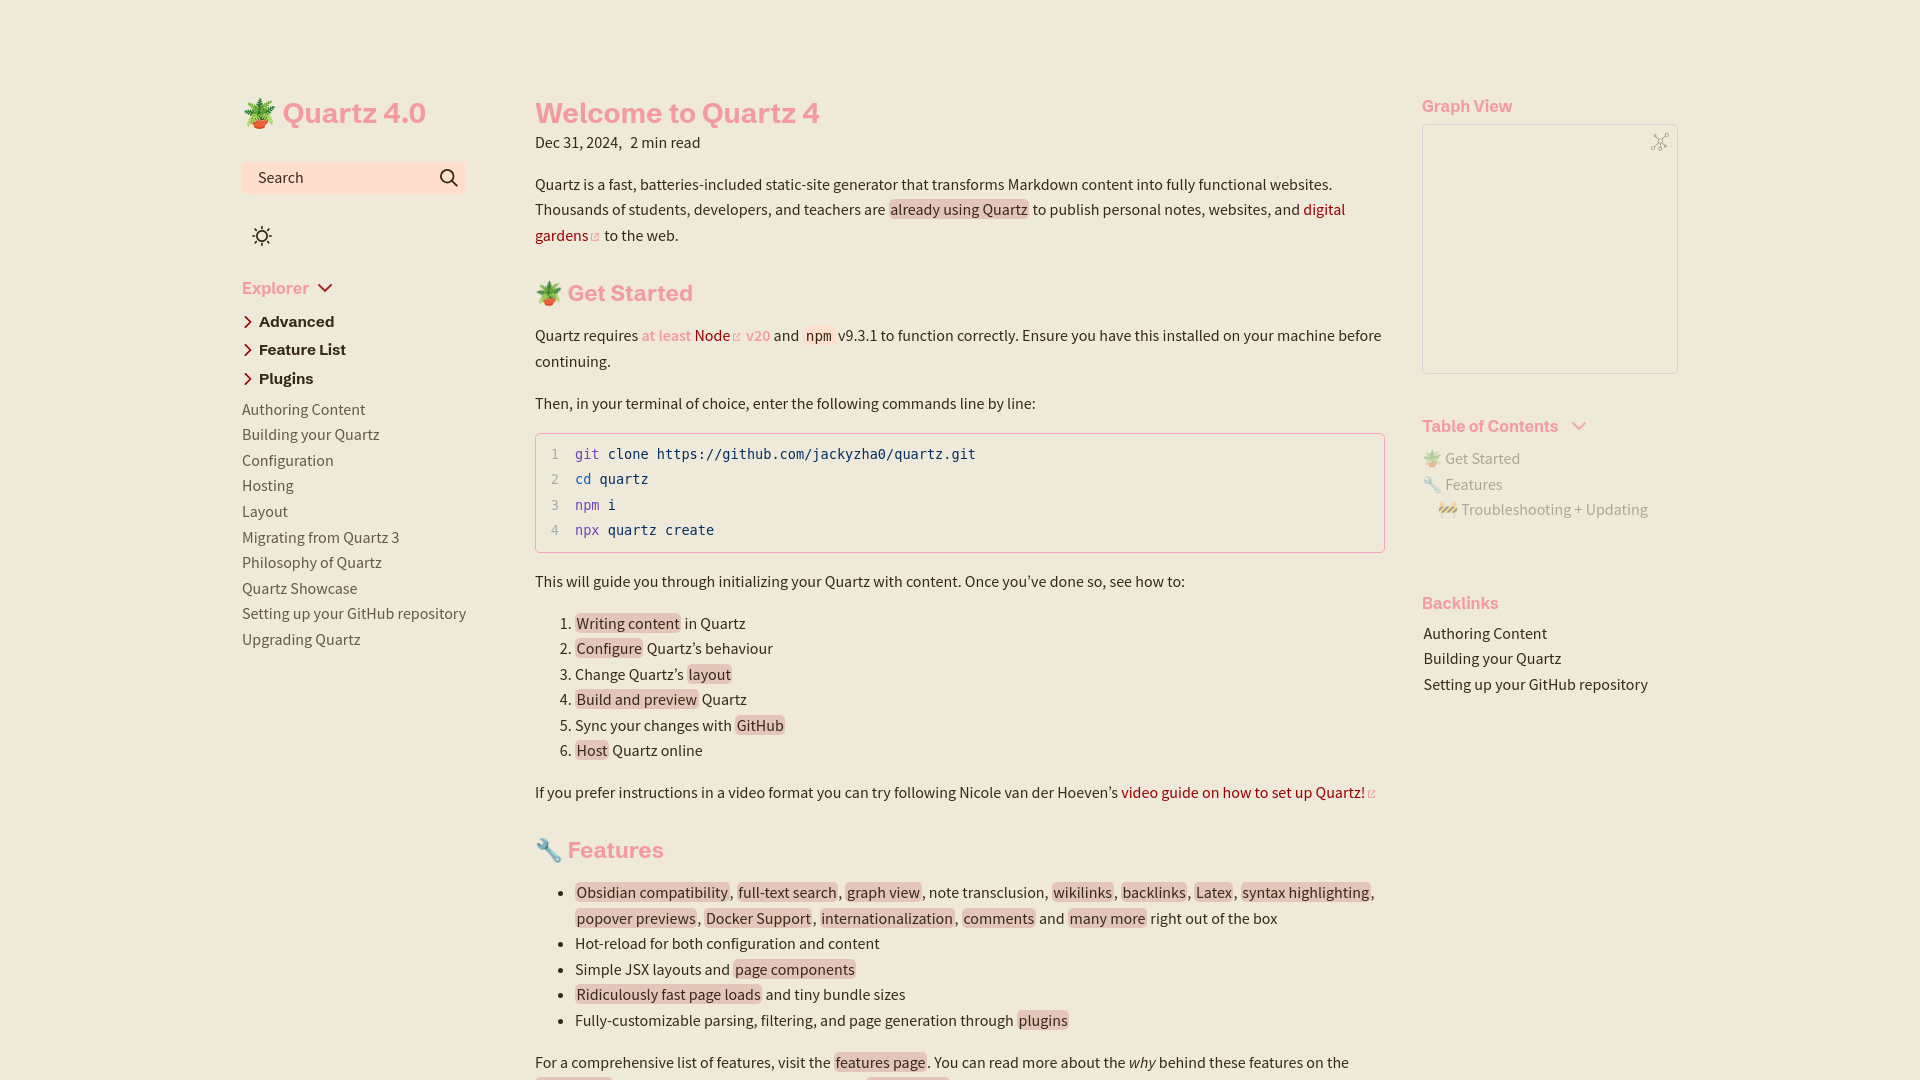 🪴 Quartz 4.0
Search
Explorer
Advanced
Feature List
Plugins
Authoring Content
Building your Quartz
Configuration
Hosting
Layout
Migrating from Quartz 3
Philosophy of Quartz
Quartz Showcase
Setting up your GitHub repository
Upgrading Quartz
Welcome to Quartz 4
Dec 31, 2024, 2 min read
Quartz is a fast, batteries-included static-site generator that transforms Markdown content into fully functional websites.
Thousands of students, developers, and teachers are already using Quartz to publish personal notes, websites, and digital
gardens to the web.
🪴 Get Started
Quartz requires at least Node v20 and npm v9.3.1 to function correctly. Ensure you have this installed on your machine before
continuing.
Then, in your terminal of choice, enter the following commands line by line:
1 git clone https://github.com/jackyzha0/quartz.git
2 cd quartz
3 npm i
4 npx quartz create
This will guide you through initializing your Quartz with content. Once you’ve done so, see how to:
1. Writing content in Quartz
2. Configure Quartz’s behaviour
3. Change Quartz’s layout
4. Build and preview Quartz
5. Sync your changes with GitHub
6. Host Quartz online
If you prefer instructions in a video format you can try following Nicole van der Hoeven’s video guide on how to set up Quartz!
🔧 Features
• Obsidian compatibility, full-text search, graph view, note transclusion, wikilinks, backlinks, Latex, syntax highlighting,
popover previews, Docker Support, internationalization, comments and many more right out of the box
• Hot-reload for both configuration and content
• Simple JSX layouts and page components
• Ridiculously fast page loads and tiny bundle sizes
• Fully-customizable parsing, filtering, and page generation through plugins
For a comprehensive list of features, visit the features page. You can read more about the why behind these features on the
Graph View
Table of Contents
🪴 Get Started
🔧 Features
🚧 Troubleshooting + Updating
Backlinks
Authoring Content
Building your Quartz
Setting up your GitHub repository